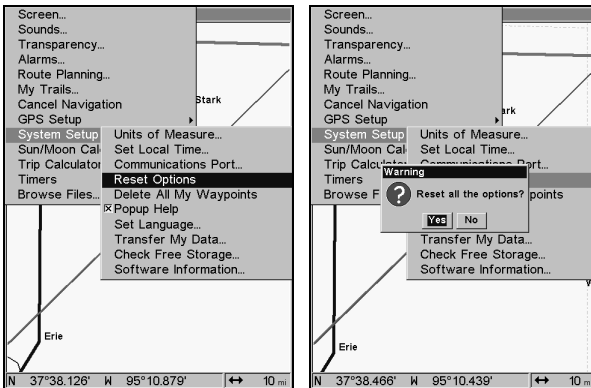 Screen...
Sounds...
Transparency...
Alarms...
Route Planning...
My Trails...
Cancel Navigation
GPS Setup
System Setup
Sun/Moon Cal
Trip Calculator
Timers
Browse Files...
Units of Measure...
Set Local Time...
Communications Port...
Reset Options
Delete All My Waypoints
Popup Help
Set Language...
Transfer My Data...
Check Free Storage...
Software Information...
Stark
Erie
N 37°38.126' W 95°10.879' ↔ 10 mi
Screen...
Sounds...
Transparency...
Alarms...
Route Planning...
My Trails...
Cancel Navigation
GPS Setup
System Setup
Sun/Moon Cal
Trip Calculator
Timers
Browse F
Units of Measure...
Set Local Time...
Communications Port...
Warning
Reset all the options?
Yes No
points
Transfer My Data...
Check Free Storage...
Software Information...
ark
Erie
N 37°38.466' W 95°10.439' ↔ 10 m